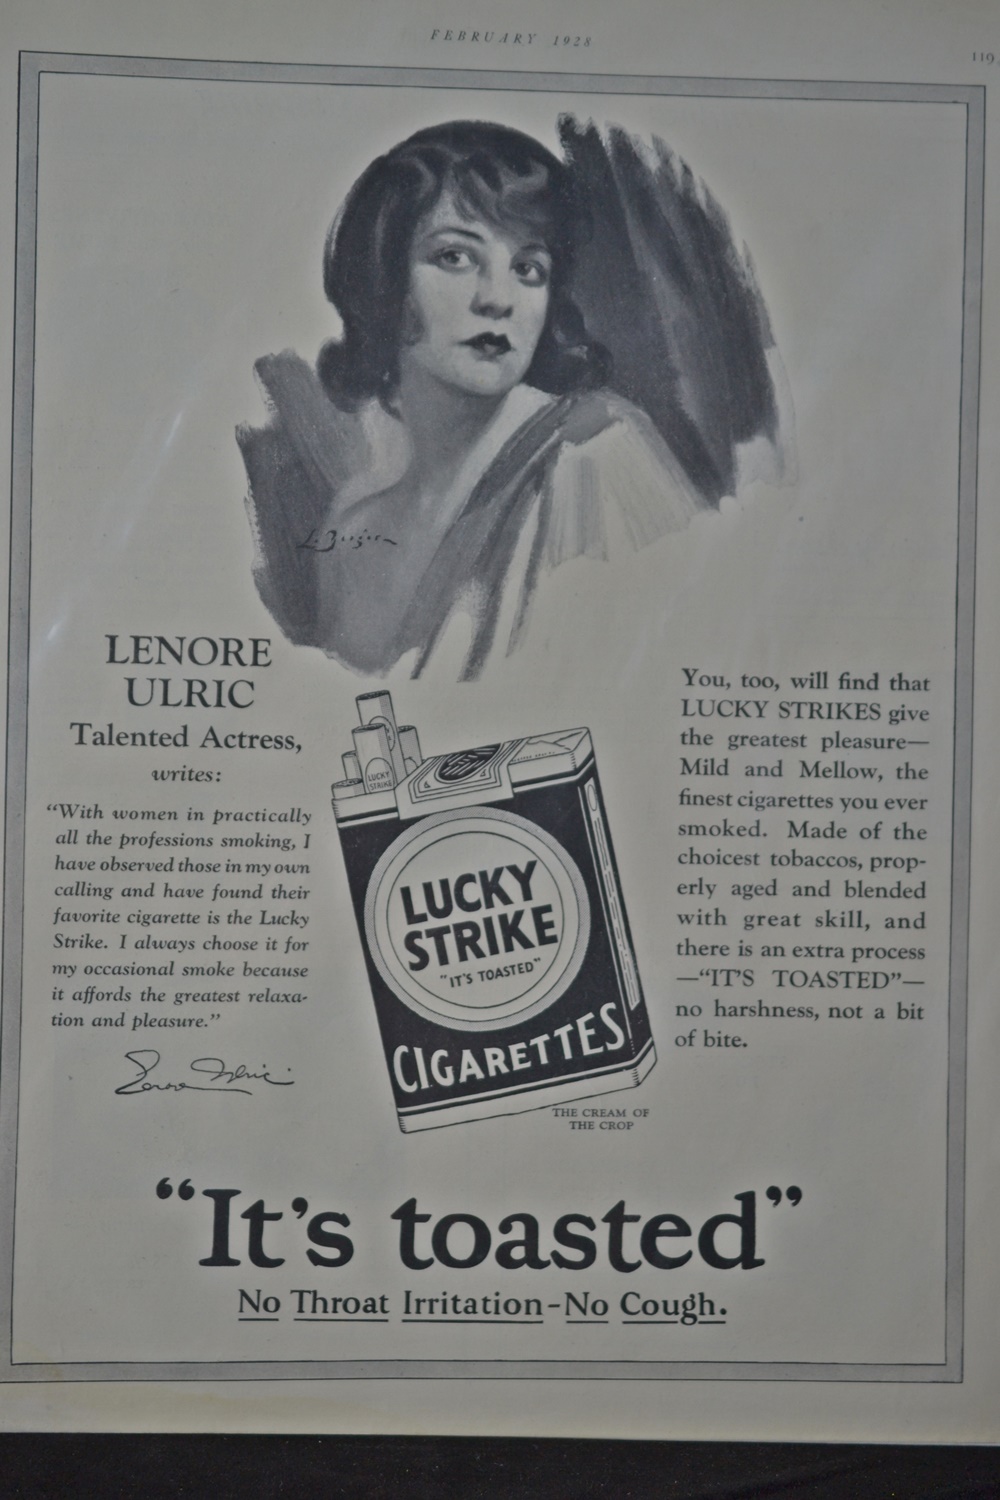 FEBRUARY 1928
119
LENORE
ULRIC
Talented Actress,
writes:
"With women in practically
all the professions smoking, I
have observed those in my own
calling and have found their
favorite cigarette is the Lucky
Strike. I always choose it for
my occasional smoke because
it affords the greatest relaxa-
tion and pleasure."
Lenore Ulric
LUCKY
STRIKE
LUCKY
STRIKE
"IT'S TOASTED"
CIGARETTES
THE CREAM OF
THE CROP
You, too, will find that
LUCKY STRIKES give
the greatest pleasure—
Mild and Mellow, the
finest cigarettes you ever
smoked. Made of the
choicest tobaccos, prop-
erly aged and blended
with great skill, and
there is an extra process
—"IT'S TOASTED"—
no harshness, not a bit
of bite.
"It's toasted"
No Throat Irritation-No Cough.